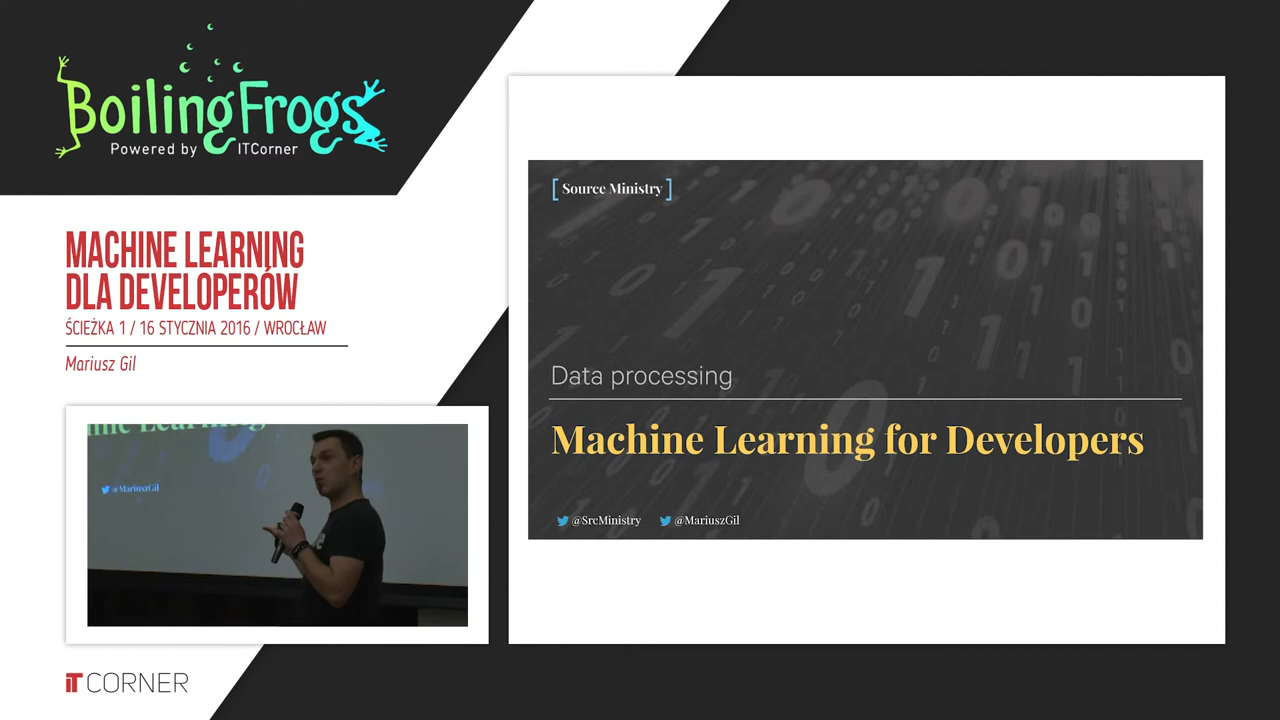 BoilingFrogs
Powered by ITCorner
MACHINE LEARNING
DLA DEVELOPERÓW
ŚCIEŻKA 1 / 16 STYCZNIA 2016 / WROCŁAW
Mariusz Gil
@MariuszGil
iT CORNER
[ Source Ministry ]
Data processing
Machine Learning for Developers
@SrcMinistry @MariuszGil